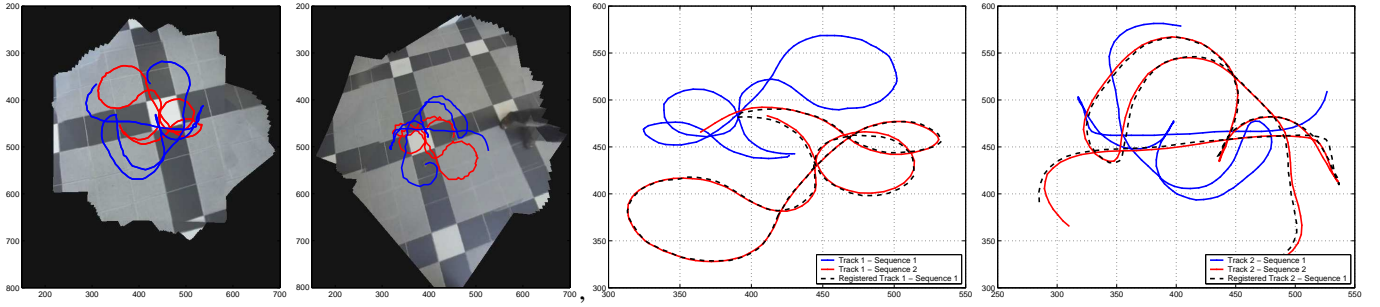 200
300
400
500
600
700
800
200 300 400 500 600 700
200
300
400
500
600
700
800
200 300 400 500 600 700
,
600
550
500
450
400
350
300
300 350 400 450 500 550
Track 1 – Sequence 1
Track 1 – Sequence 2
Registered Track 1 – Sequence 1
600
550
500
450
400
350
300
250 300 350 400 450 500 550
Track 2 – Sequence 1
Track 2 – Sequence 2
Registered Track 2 – Sequence 1